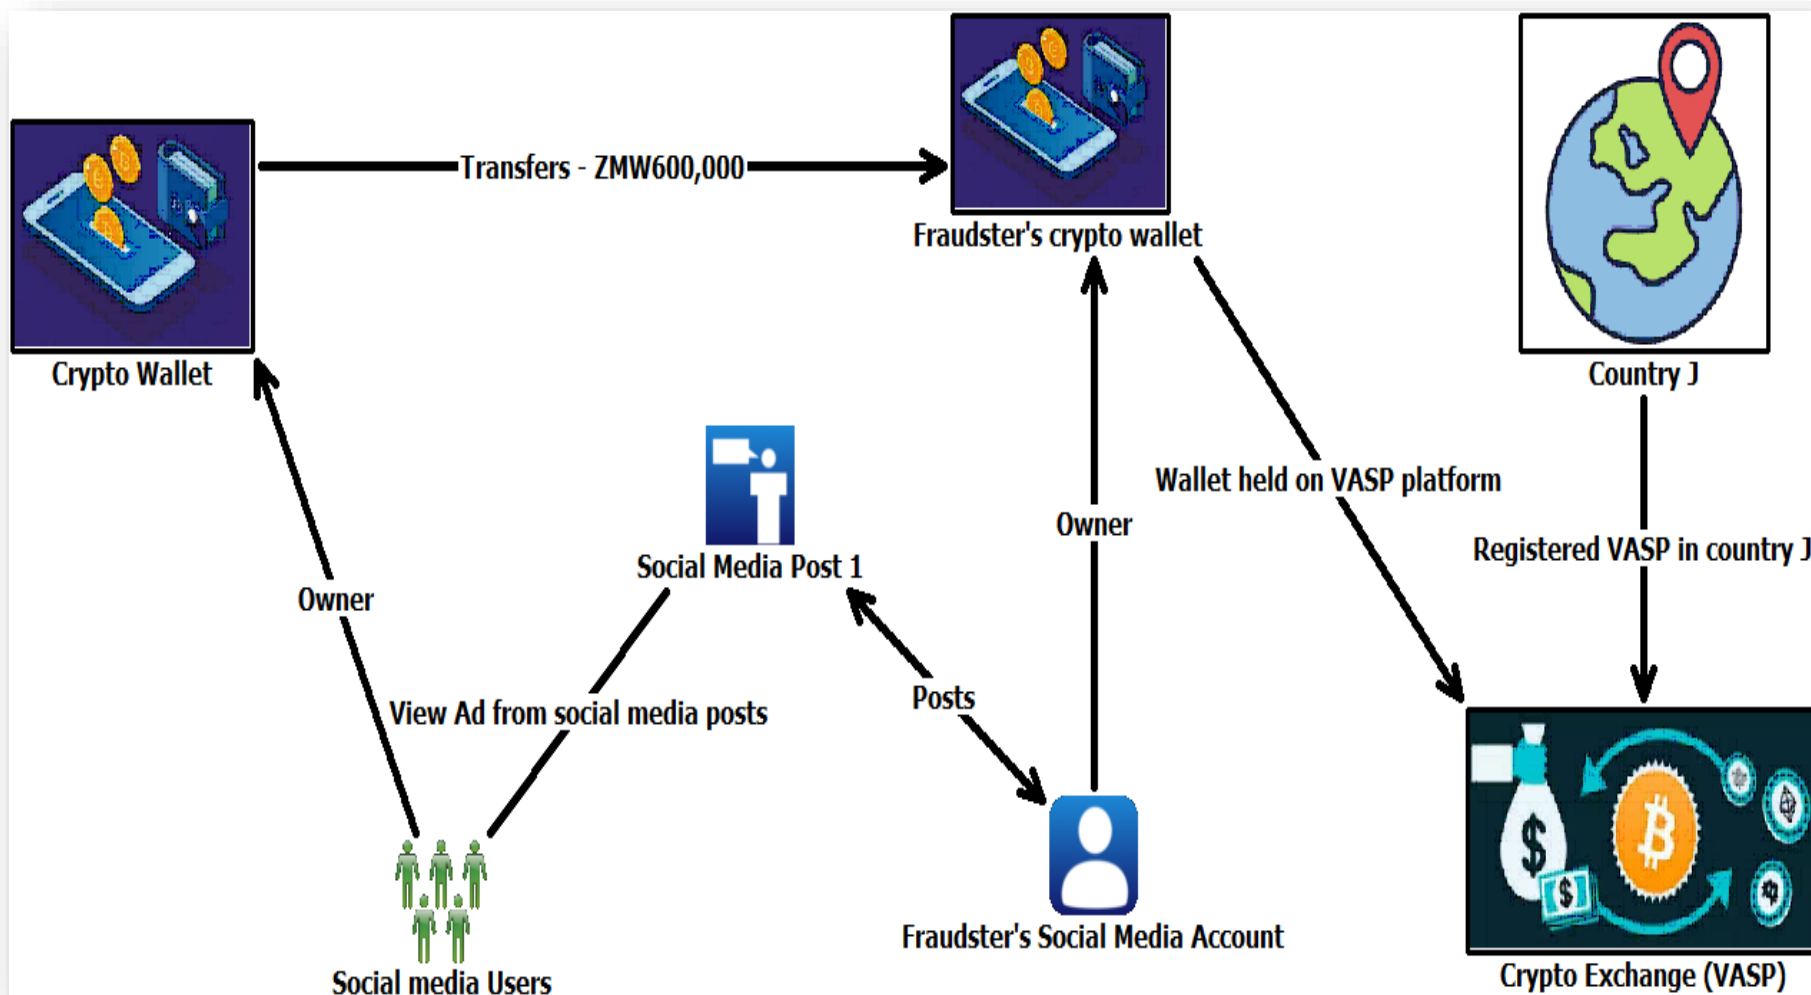 Transfers - ZMW600,000
Fraudster's crypto wallet
Crypto Wallet
Country J
Wallet held on VASP platform
Owner
Registered VASP in country J
Social Media Post 1
Owner
Posts
View Ad from social media posts
Fraudster's Social Media Account
Social media Users
Crypto Exchange (VASP)